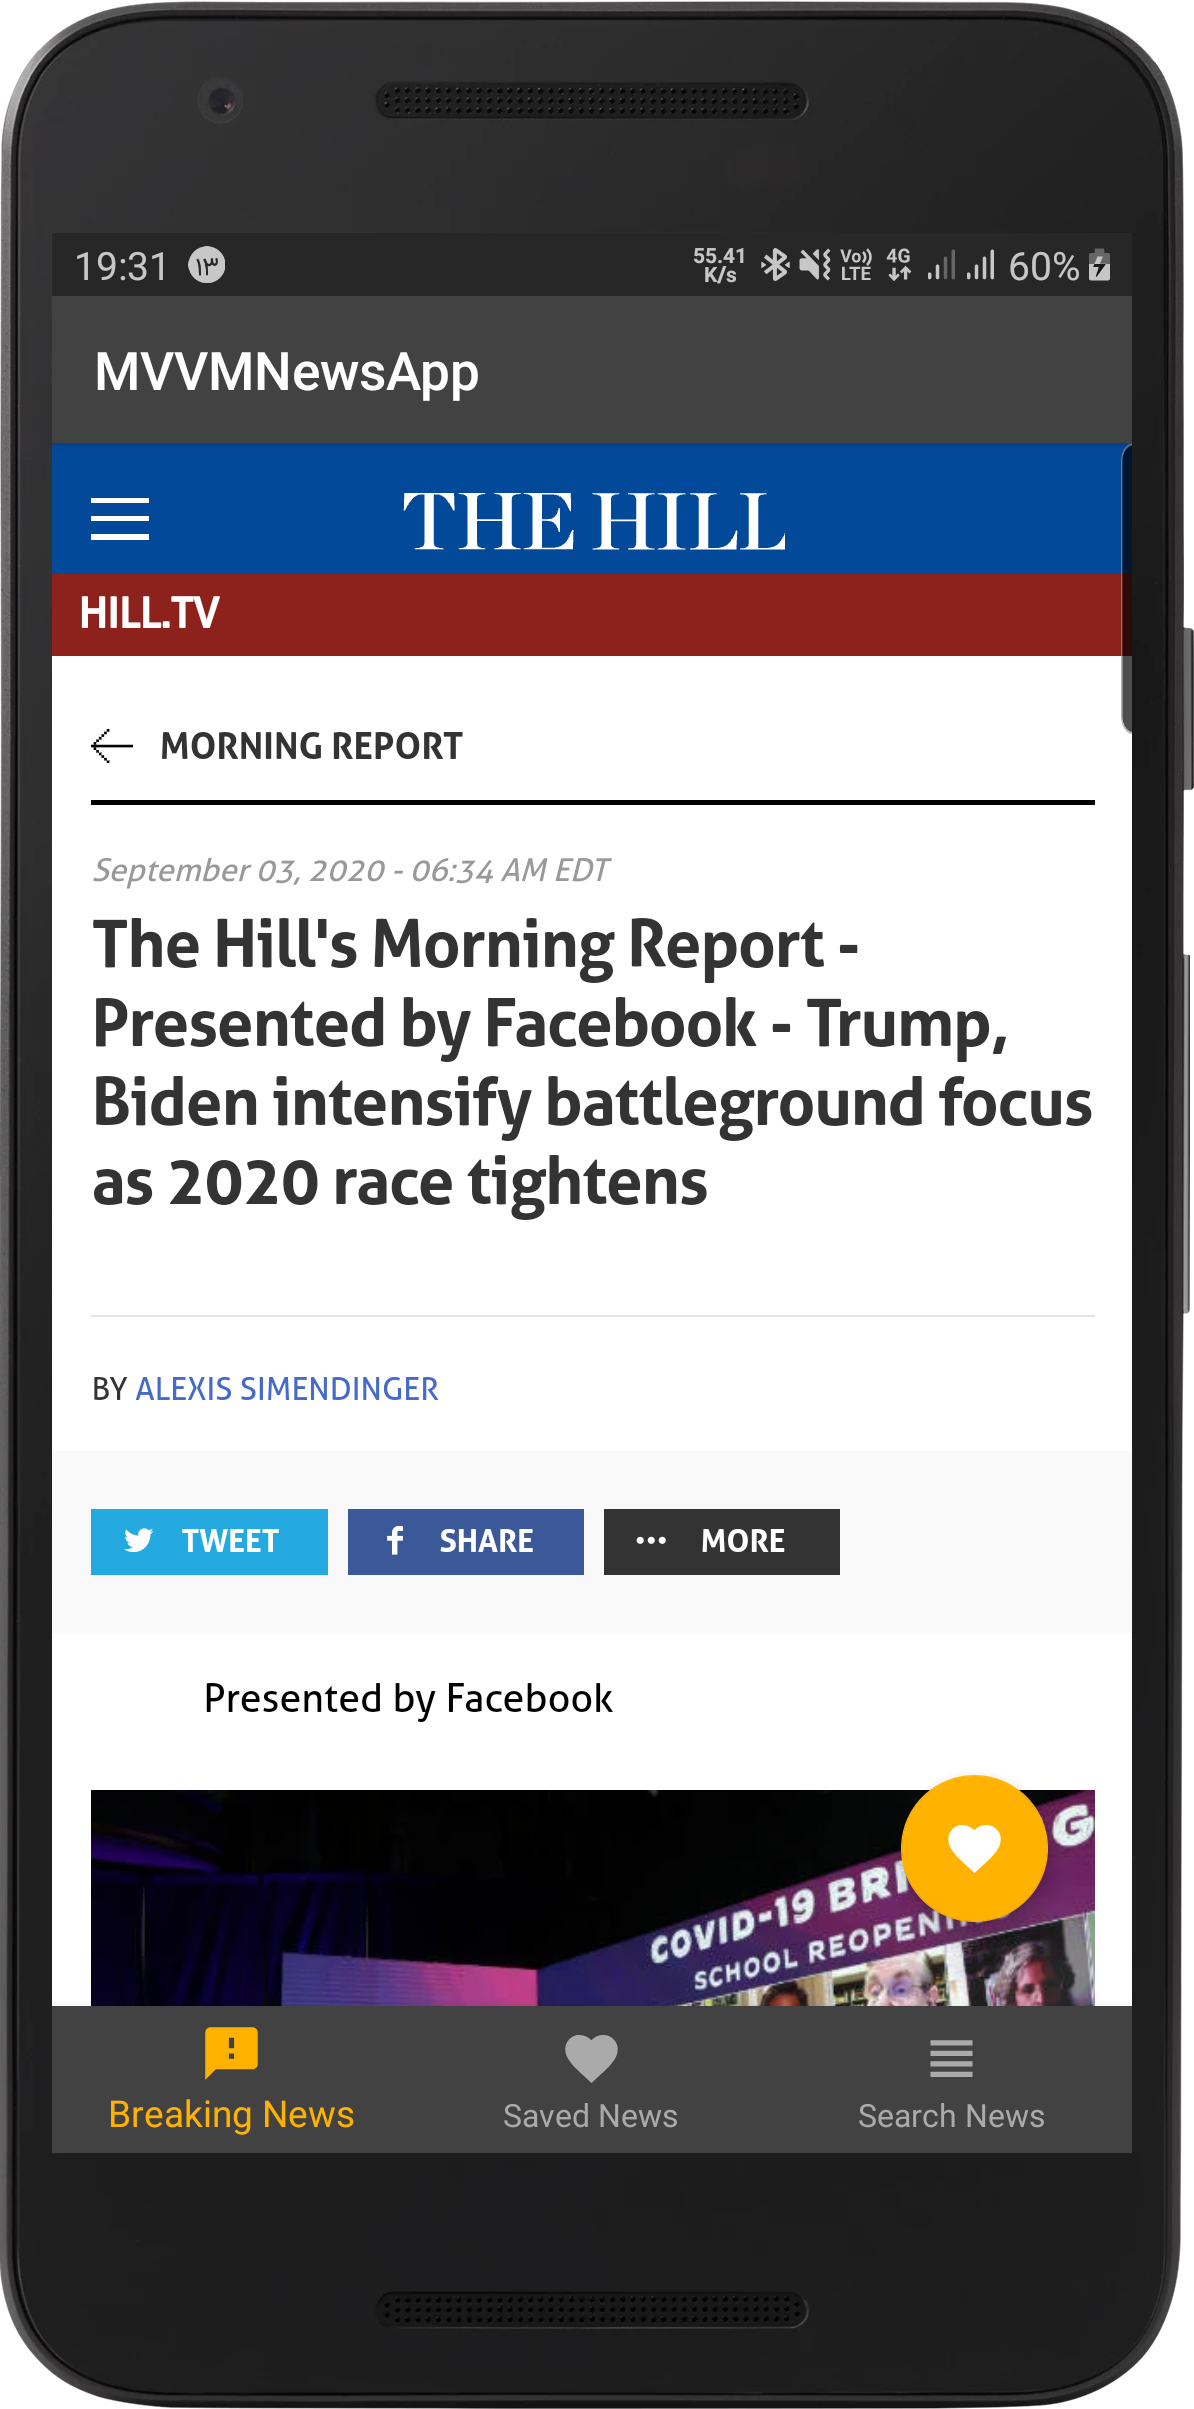 19:31 ١٣ 55.41 K/s Vo)) LTE 4G 60%
MVVMNewsApp
THE HILL
HILL.TV
MORNING REPORT
September 03, 2020 - 06:34 AM EDT
The Hill's Morning Report -
Presented by Facebook - Trump,
Biden intensify battleground focus
as 2020 race tightens
BY ALEXIS SIMENDINGER
TWEET SHARE MORE
Presented by Facebook
COVID-19
SCHOOL
Breaking News Saved News Search News